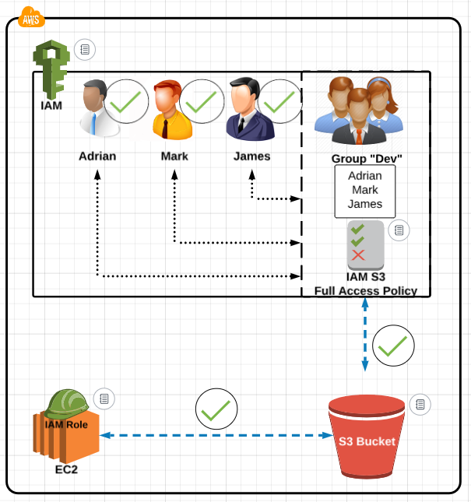 AWS
IAM
Adrian
Mark
James
Group "Dev"
Adrian
Mark
James
IAM S3
Full Access Policy
IAM Role
EC2
S3 Bucket